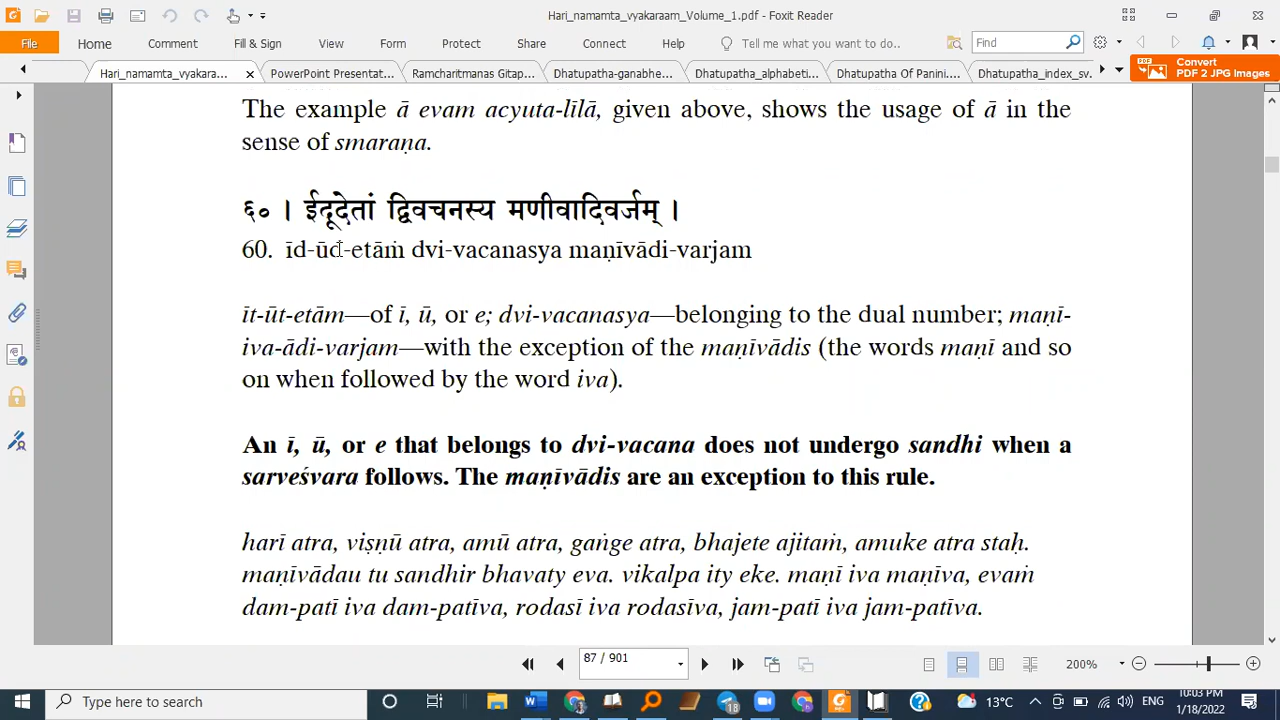 Hari_namamta_vyakaraam_Volume_1.pdf - Foxit Reader
File Home Comment Fill & Sign View Form Protect Share Connect Help Tell me what you want to do.. Find
Hari_namamta_vyakara... PowerPoint Presentat... Ramcharitmanas Gitap... Dhatupatha-ganabhe... Dhatupatha_alphabeti... Dhatupatha Of Panini.... Dhatupatha_index_sv.
Convert
PDF 2 JPG Images
The example ā evam acyuta-līlā, given above, shows the usage of ā in the
sense of smaraṇa.
६० । ईदूदेतां द्विवचनस्य मणीवादिवर्जम् ।
60. īd-ūd-etāṁ dvi-vacanasya maṇīvādi-varjam
īt-ūt-etām—of ī, ū, or e; dvi-vacanasya—belonging to the dual number; maṇī-
iva-ādi-varjam—with the exception of the maṇīvādis (the words maṇī and so
on when followed by the word iva).
An ī, ū, or e that belongs to dvi-vacana does not undergo sandhi when a
sarveśvara follows. The maṇīvādis are an exception to this rule.
harī atra, viṣṇū atra, amū atra, gaṅge atra, bhajete ajitaṁ, amuke atra staḥ.
maṇīvādau tu sandhir bhavaty eva. vikalpa ity eke. maṇī iva maṇīva, evaṁ
dam-patī iva dam-patīva, rodasī iva rodasīva, jam-patī iva jam-patīva.
87 / 901
200%
Type here to search
18
13°C
ENG
10:03 PM
1/18/2022